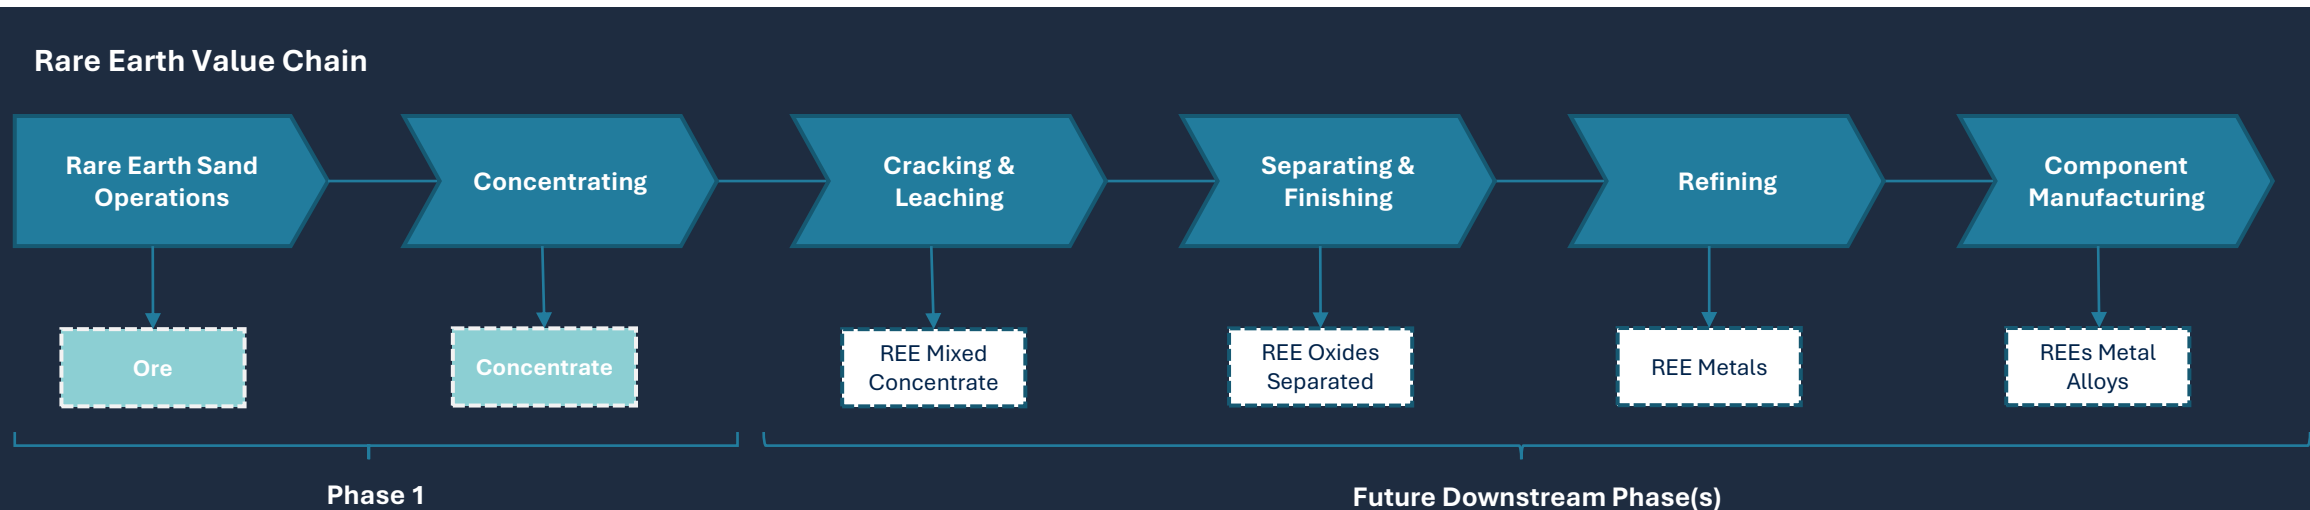 Rare Earth Value Chain
Rare Earth Sand
Operations
Concentrating
Cracking &
Leaching
Separating &
Finishing
Refining
Component
Manufacturing
Ore
Concentrate
REE Mixed
Concentrate
REE Oxides
Separated
REE Metals
REEs Metal
Alloys
Phase 1
Future Downstream Phase(s)